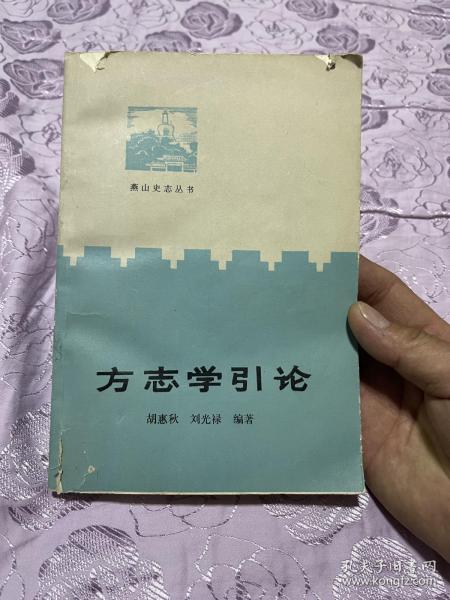 燕山史志丛书
方志学引论
胡惠秋 刘光禄 编著
孔夫子旧书网
www.kongfz.com